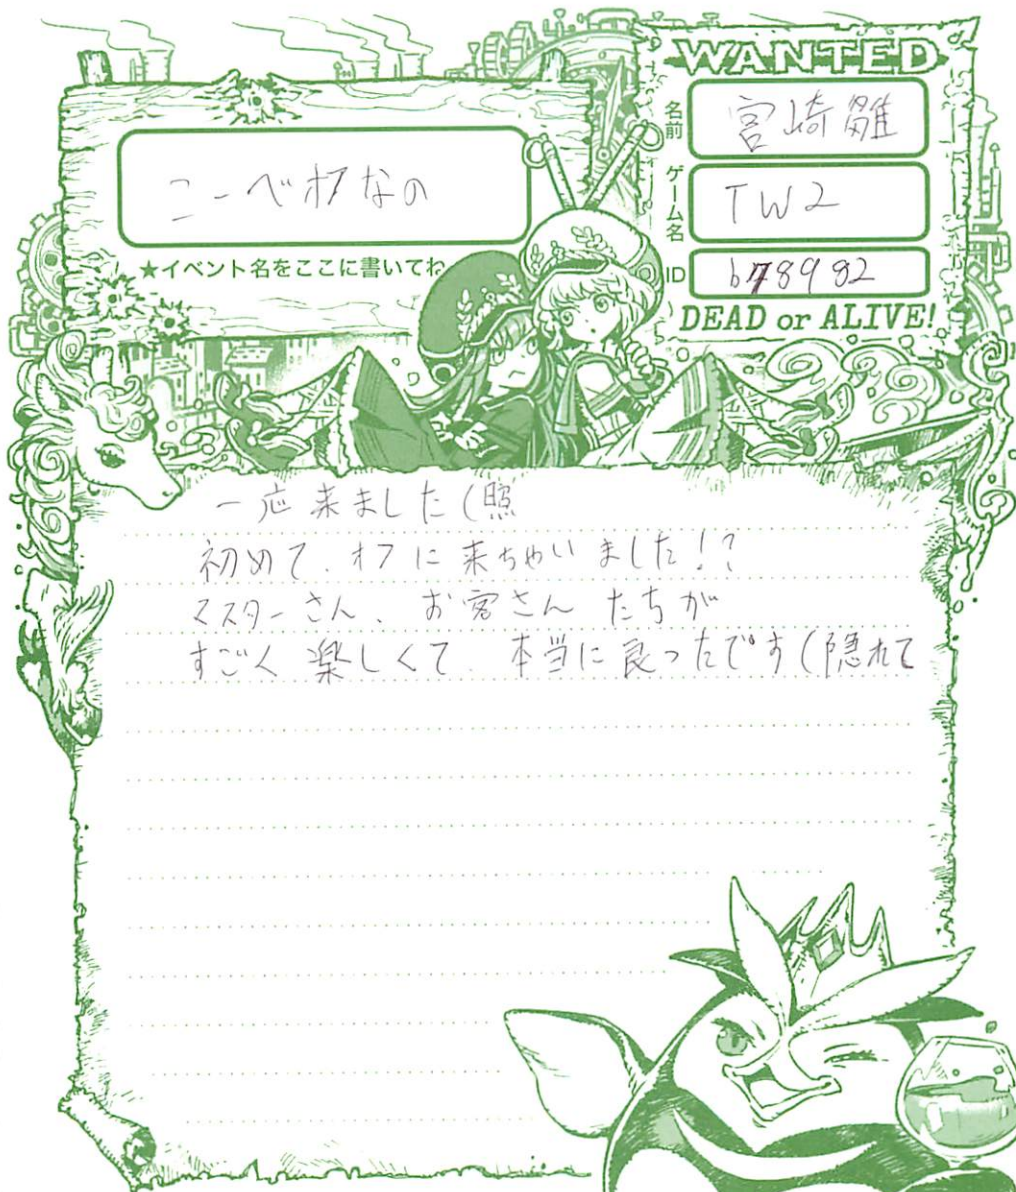 WANTED
名前
宮崎雛
ゲーム名
TW2
ID
b78982
DEAD or ALIVE!
こーべオフなの
★イベント名をここに書いてね
一応来ました(照
初めて、オフに来ちゃいました!?
マスターさん、お客さんたちが
すごく楽しくて、本当に良ったです(隠れて